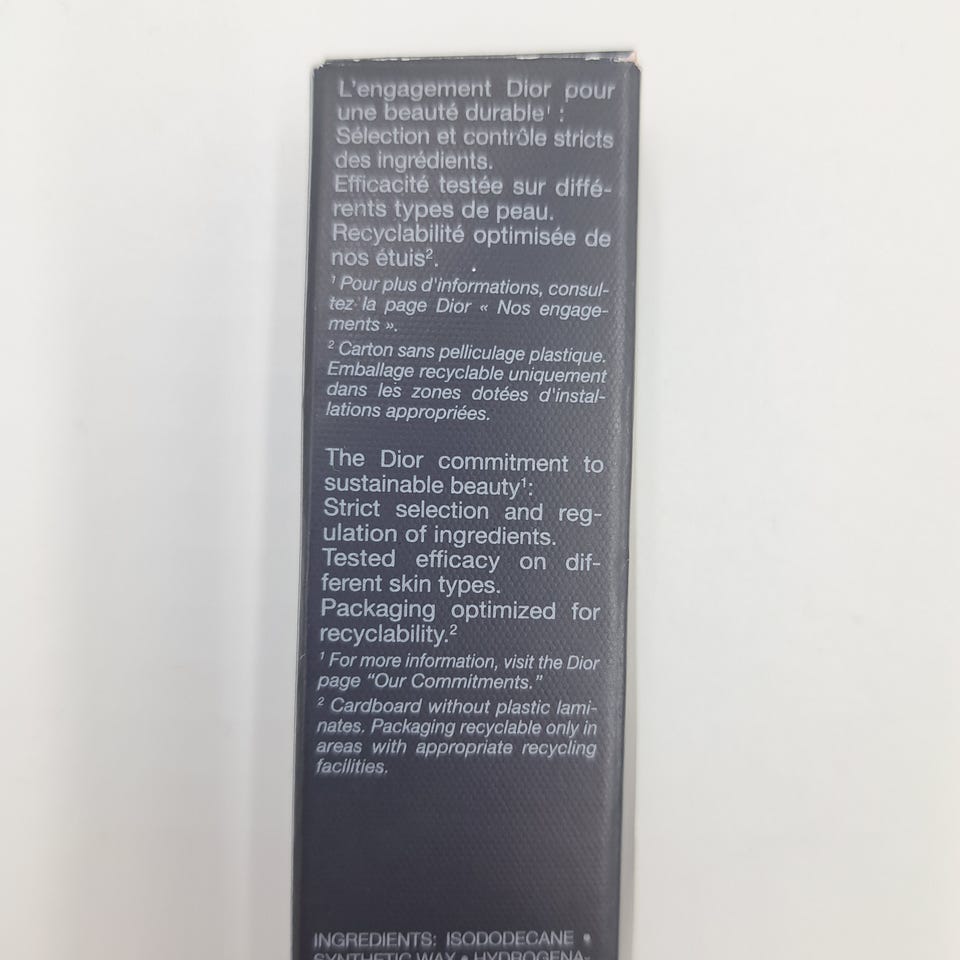 L'engagement Dior pour
une beauté durable¹ :
Sélection et contrôle stricts
des ingrédients.
Efficacité testée sur diffé-
rents types de peau.
Recyclabilité optimisée de
nos étuis².
¹ Pour plus d'informations, consul-
tez la page Dior « Nos engage-
ments ».
² Carton sans pelliculage plastique.
Emballage recyclable uniquement
dans les zones dotées d'instal-
lations appropriées.
The Dior commitment to
sustainable beauty¹:
Strict selection and reg-
ulation of ingredients.
Tested efficacy on dif-
ferent skin types.
Packaging optimized for
recyclability.²
¹ For more information, visit the Dior
page “Our Commitments.”
² Cardboard without plastic lami-
nates. Packaging recyclable only in
areas with appropriate recycling
facilities.
INGREDIENTS: ISODODECANE •
SYNTHETIC WAX • HYDROGENA-